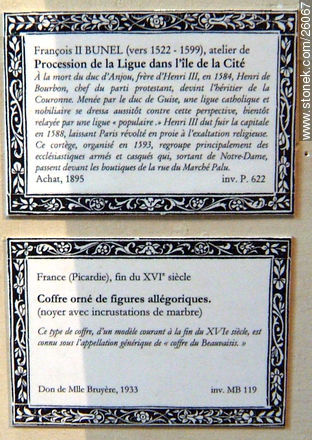 François II BUNEL (vers 1522 - 1599), atelier de
Procession de la Ligue dans l'île de la Cité
À la mort du duc d'Anjou, frère d'Henri III, en 1584, Henri de
Bourbon, chef du parti protestant, devint l'héritier de la
Couronne. Menée par le duc de Guise, une ligue catholique et
nobiliaire se dressa aussitôt contre cette perspective, bientôt
relayée par une ligue « populaire. » Henri III dut fuir la capitale
en 1588, laissant Paris révolté en proie à l'exaltation religieuse.
Ce cortège, organisé en 1593, regroupe principalement des
ecclésiastiques armés et casqués qui, sortant de Notre-Dame,
passent devant les boutiques de la rue du Marché Palu.
Achat, 1895 inv. P. 622
France (Picardie), fin du XVIe siècle
Coffre orné de figures allégoriques.
(noyer avec incrustations de marbre)
Ce type de coffre, d'un modèle courant à la fin du XVIe siècle, est
connu sous l'appellation générique de « coffre du Beauvaisis. »
Don de Mlle Bruyère, 1933 inv. MB 119
www.stonek.com / 26067